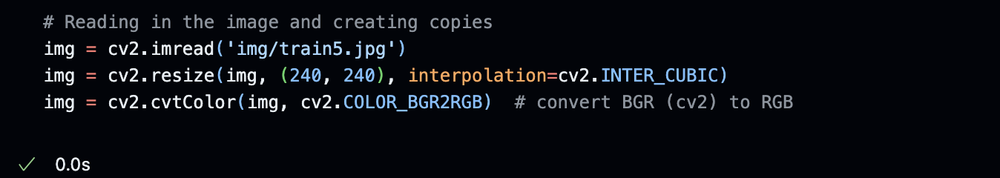 # Reading in the image and creating copies
img = cv2.imread('img/train5.jpg')
img = cv2.resize(img, (240, 240), interpolation=cv2.INTER_CUBIC)
img = cv2.cvtColor(img, cv2.COLOR_BGR2RGB)  # convert BGR (cv2) to RGB
✓ 0.0s